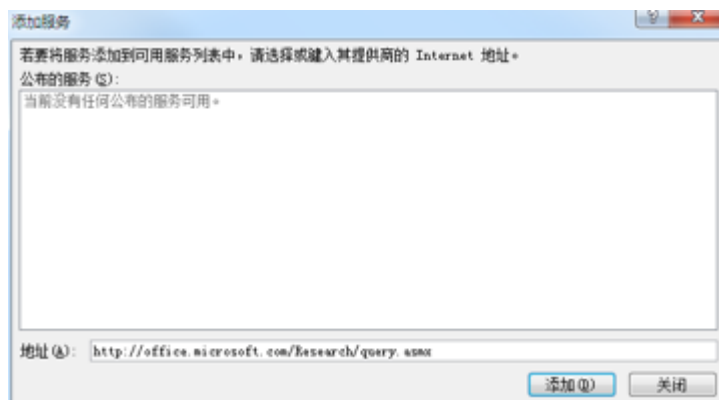 添加服务
若要将服务添加到可用服务列表中，请选择或键入其提供商的 Internet 地址。
公布的服务(S):
当前没有任何公布的服务可用。
地址(A): http://office.microsoft.com/Research/query.asmx
添加(D) 关闭